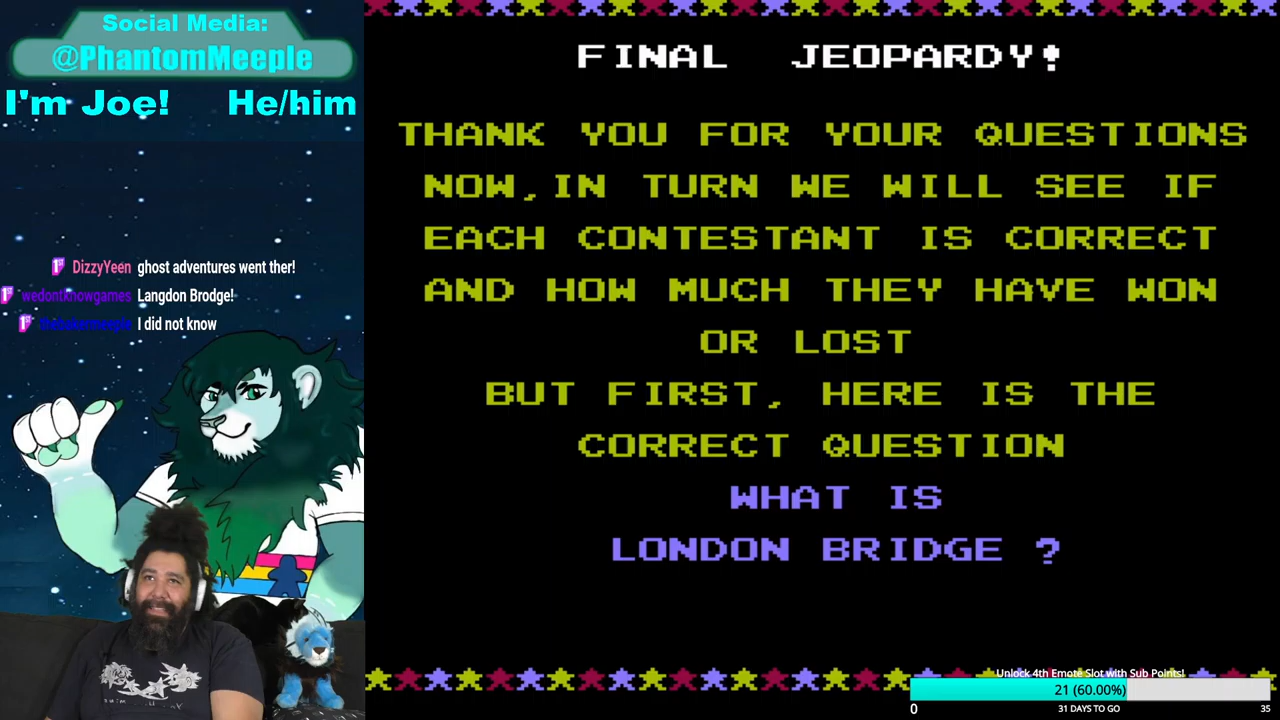 Social Media:
@PhantomMeeple
I'm Joe! He/him
DizzyYeen ghost adventures went ther!
wedontknowgames Langdon Brodge!
thebakermeeple I did not know
FINAL JEOPARDY!
THANK YOU FOR YOUR QUESTIONS
NOW,IN TURN WE WILL SEE IF
EACH CONTESTANT IS CORRECT
AND HOW MUCH THEY HAVE WON
OR LOST
BUT FIRST, HERE IS THE
CORRECT QUESTION
WHAT IS
LONDON BRIDGE ?
Unlock 4th Emote Slot with Sub Points!
21 (60.00%)
0 31 DAYS TO GO 35